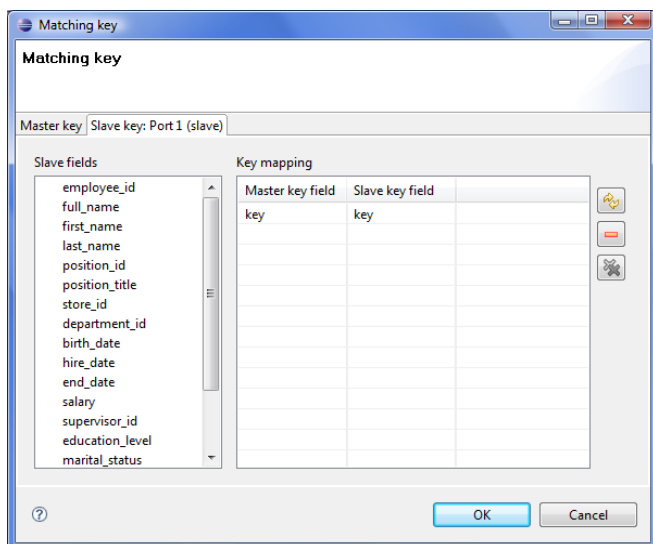 Matching key
Matching key
Master key Slave key: Port 1 (slave)
Slave fields
employee_id
full_name
first_name
last_name
position_id
position_title
store_id
department_id
birth_date
hire_date
end_date
salary
supervisor_id
education_level
marital_status
Key mapping
Master key field Slave key field
key key
OK Cancel